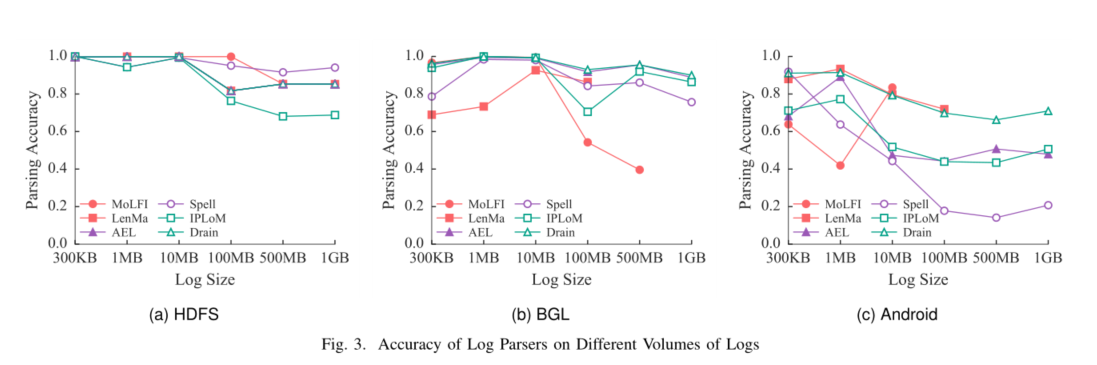 1.0
0.8
0.6
0.4
0.2
0.0
Parsing Accuracy
MoLFI Spell
LenMa IPLoM
AEL Drain
300KB 1MB 10MB 100MB 500MB 1GB
Log Size
(a) HDFS
1.0
0.8
0.6
0.4
0.2
0.0
Parsing Accuracy
MoLFI Spell
LenMa IPLoM
AEL Drain
300KB 1MB 10MB 100MB 500MB 1GB
Log Size
(b) BGL
1.0
0.8
0.6
0.4
0.2
0.0
Parsing Accuracy
MoLFI Spell
LenMa IPLoM
AEL Drain
300KB 1MB 10MB 100MB 500MB 1GB
Log Size
(c) Android
Fig. 3. Accuracy of Log Parsers on Different Volumes of Logs